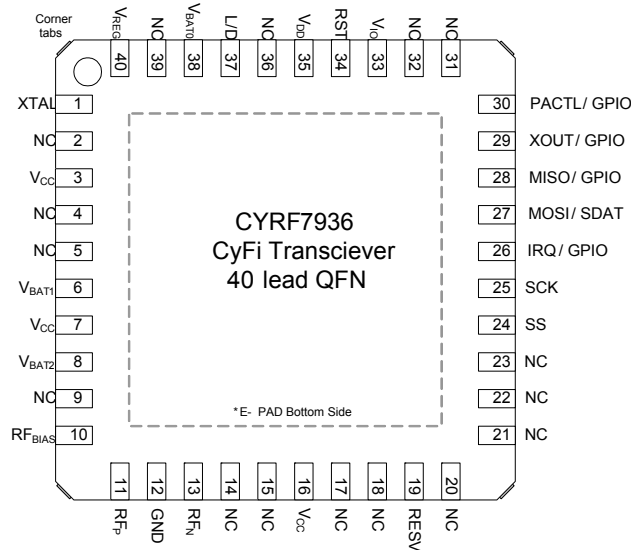 Corner
tabs
VREG
NC
VBAT0
L/D
NC
VDD
RST
VIO
NC
NC
40
39
38
37
36
35
34
33
32
31
XTAL 1
NC 2
VCC 3
NC 4
NC 5
VBAT1 6
VCC 7
VBAT2 8
NC 9
RFBIAS 10
CYRF7936
CyFi Transciever
40 lead QFN
*E- PAD Bottom Side
30 PACTL/ GPIO
29 XOUT/ GPIO
28 MISO/ GPIO
27 MOSI/ SDAT
26 IRQ/ GPIO
25 SCK
24 SS
23 NC
22 NC
21 NC
11
12
13
14
15
16
17
18
19
20
RFP
GND
RFN
NC
NC
VCC
NC
NC
RESV
NC